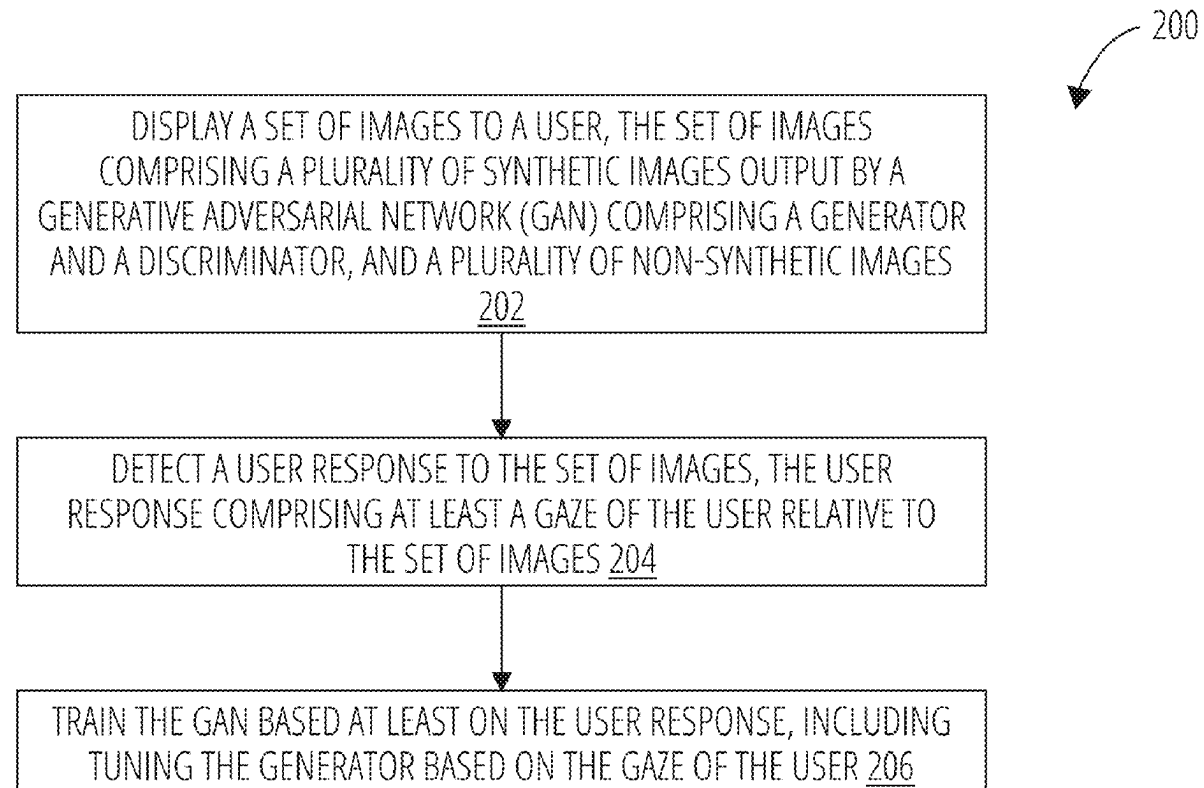 200
DISPLAY A SET OF IMAGES TO A USER, THE SET OF IMAGES
COMPRISING A PLURALITY OF SYNTHETIC IMAGES OUTPUT BY A
GENERATIVE ADVERSARIAL NETWORK (GAN) COMPRISING A GENERATOR
AND A DISCRIMINATOR, AND A PLURALITY OF NON-SYNTHETIC IMAGES
202
DETECT A USER RESPONSE TO THE SET OF IMAGES, THE USER
RESPONSE COMPRISING AT LEAST A GAZE OF THE USER RELATIVE TO
THE SET OF IMAGES 204
TRAIN THE GAN BASED AT LEAST ON THE USER RESPONSE, INCLUDING
TUNING THE GENERATOR BASED ON THE GAZE OF THE USER 206